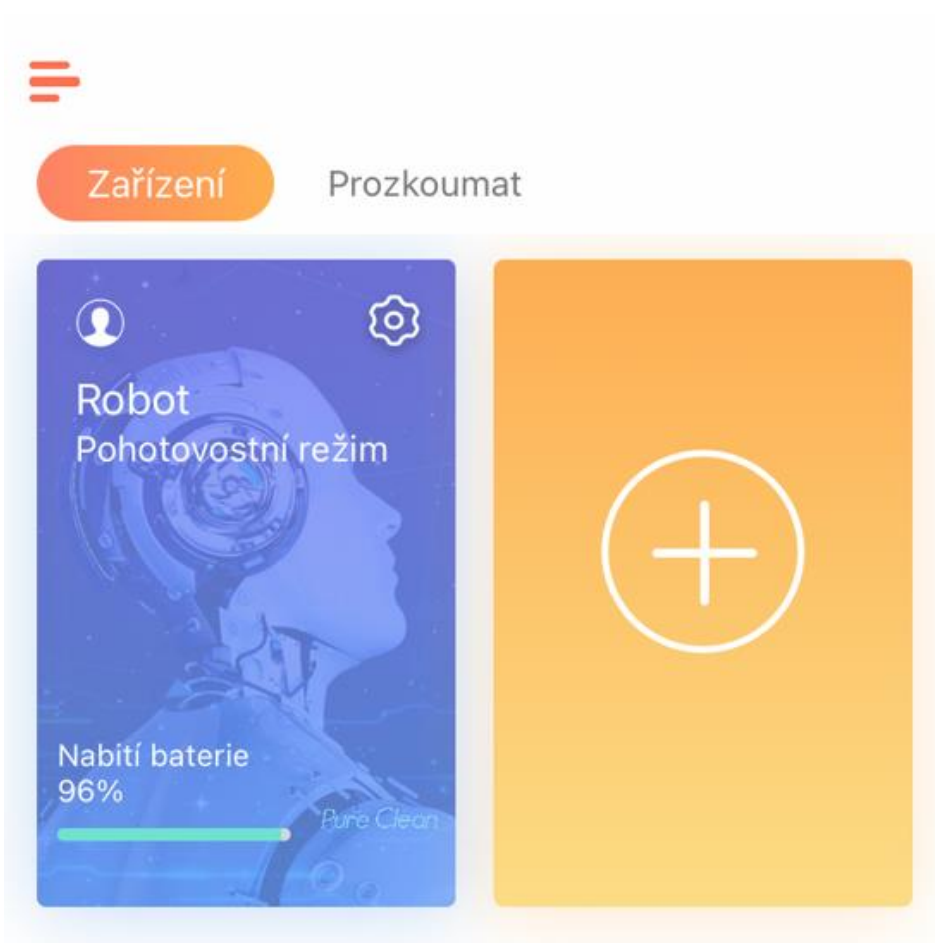 Zařízení
Prozkoumat
Robot
Pohotovostní režim
Nabití baterie
96%
Pure Clean